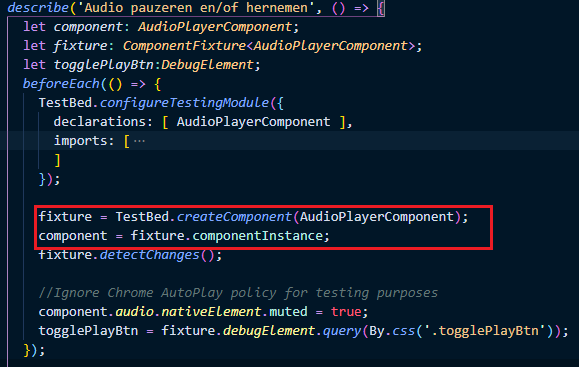 describe('Audio pauzeren en/of hernemen', () => {
let component: AudioPlayerComponent;
let fixture: ComponentFixture<AudioPlayerComponent>;
let togglePlayBtn:DebugElement;
beforeEach(() => {
TestBed.configureTestingModule({
declarations: [ AudioPlayerComponent ],
imports: [ ···
]
});
fixture = TestBed.createComponent(AudioPlayerComponent);
component = fixture.componentInstance;
fixture.detectChanges();
//Ignore Chrome AutoPlay policy for testing purposes
component.audio.nativeElement.muted = true;
togglePlayBtn = fixture.debugElement.query(By.css('.togglePlayBtn'));
});